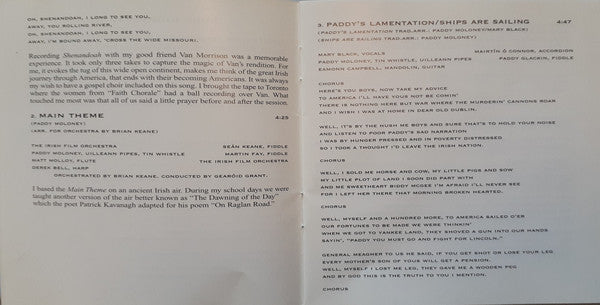 OH, SHENANDOAH, I LONG TO SEE YOU,
AWAY, YOU ROLLING RIVER,
OH, SHENANDOAH, I LONG TO SEE YOU,
AWAY, I'M BOUND AWAY, 'CROSS THE WIDE MISSOURI.
Recording Shenandoah with my good friend Van Morrison was a memorable
experience. It took only three takes to capture the magic of Van's rendition. For
me, it evokes the tug of this wide open continent, makes me think of the great Irish
journey through America, that ends with their becoming Americans. It was always
my wish to have a gospel choir included on this song. I brought the tape to Toronto
where the women from "Faith Chorale" had a ball recording over Van. What
touched me most was that all of us said a little prayer before and after the session.
2. MAIN THEME 4:25
(PADDY MOLONEY)
(ARR. FOR ORCHESTRA BY BRIAN KEANE)
THE IRISH FILM ORCHESTRA SEÁN KEANE, FIDDLE
PADDY MOLONEY, UILLEANN PIPES, TIN WHISTLE MARTIN FAY, FIDDLE
MATT MOLLOY, FLUTE THE IRISH FILM ORCHESTRA
DEREK BELL, HARP
ORCHESTRATED BY BRIAN KEANE. CONDUCTED BY GEARÓID GRANT.
I based the Main Theme on an ancient Irish air. During my school days we were
taught another version of the air better known as "The Dawning of the Day"
which the poet Patrick Kavanagh adapted for his poem "On Raglan Road."
3. PADDY'S LAMENTATION/SHIPS ARE SAILING 4:47
(PADDY'S LAMENTATION TRAD.ARR.: PADDY MOLONEY/MARY BLACK)
(SHIPS ARE SAILING TRAD.ARR.: PADDY MOLONEY)
MARY BLACK, VOCALS MAIRTÍN Ó CONNOR, ACCORDION
PADDY MOLONEY, TIN WHISTLE, UILLEANN PIPES PADDY GLACKIN, FIDDLE
EAMONN CAMPBELL, MANDOLIN, GUITAR
CHORUS
HERE'S YOU BOYS, NOW TAKE MY ADVICE
TO AMERICA I'LL HAVE YOUS NOT BE COMIN'
THERE IS NOTHING HERE BUT WAR WHERE THE MURDERIN' CANNONS ROAR
AND I WISH I WAS AT HOME IN DEAR OLD DUBLIN.
WELL, IT'S BY THE HUSH ME BOYS AND SURE THAT'S TO HOLD YOUR NOISE
AND LISTEN TO POOR PADDY'S SAD NARRATION
I WAS BY HUNGER PRESSED AND IN POVERTY DISTRESSED
SO I TOOK A THOUGHT I'D LEAVE THE IRISH NATION.
CHORUS
WELL, I SOLD ME HORSE AND COW, MY LITTLE PIGS AND SOW
MY LITTLE PLOT OF LAND I SOON DID PART WITH
AND ME SWEETHEART BIDDY MCGEE I'M AFRAID I'LL NEVER SEE
FOR I LEFT HER THERE THAT MORNING BROKEN HEARTED.
CHORUS
WELL, MYSELF AND A HUNDRED MORE, TO AMERICA SAILED O'ER
OUR FORTUNES TO BE MADE WE WERE THINKIN'
WHEN WE GOT TO YANKEE LAND, THEY SHOVED A GUN INTO OUR HANDS
SAYIN', "PADDY YOU MUST GO AND FIGHT FOR LINCOLN."
GENERAL MEAGHER TO US HE SAID, IF YOU GET SHOT OR LOSE YOUR LEG
EVERY MOTHER'S SON OF YOUS WILL GET A PENSION.
WELL, MYSELF I LOST ME LEG, THEY GAVE ME A WOODEN PEG
AND BY GOD THIS IS THE TRUTH TO YOU I MENTION.
CHORUS